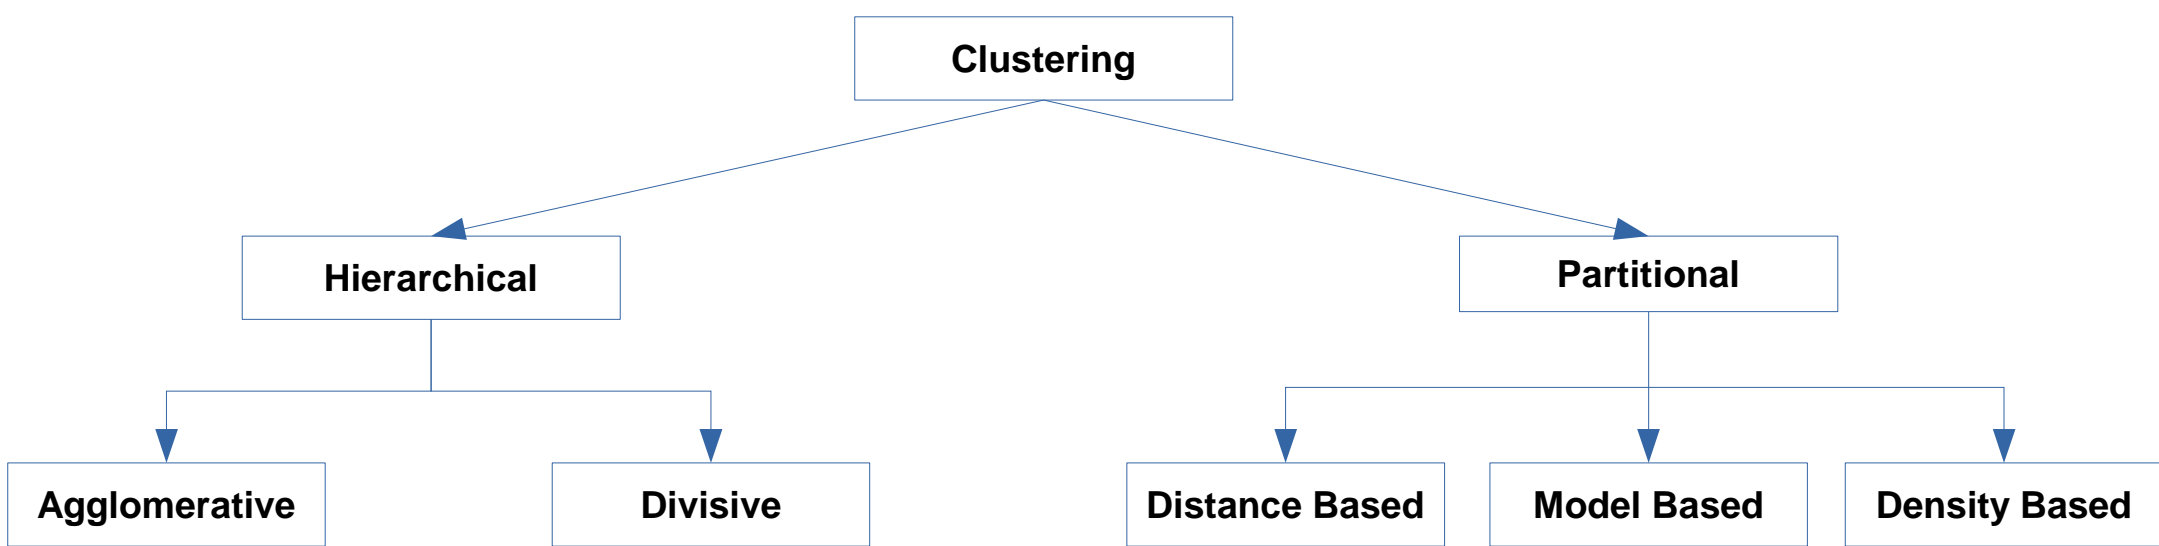 Clustering
Hierarchical
Partitional
Agglomerative
Divisive
Distance Based
Model Based
Density Based